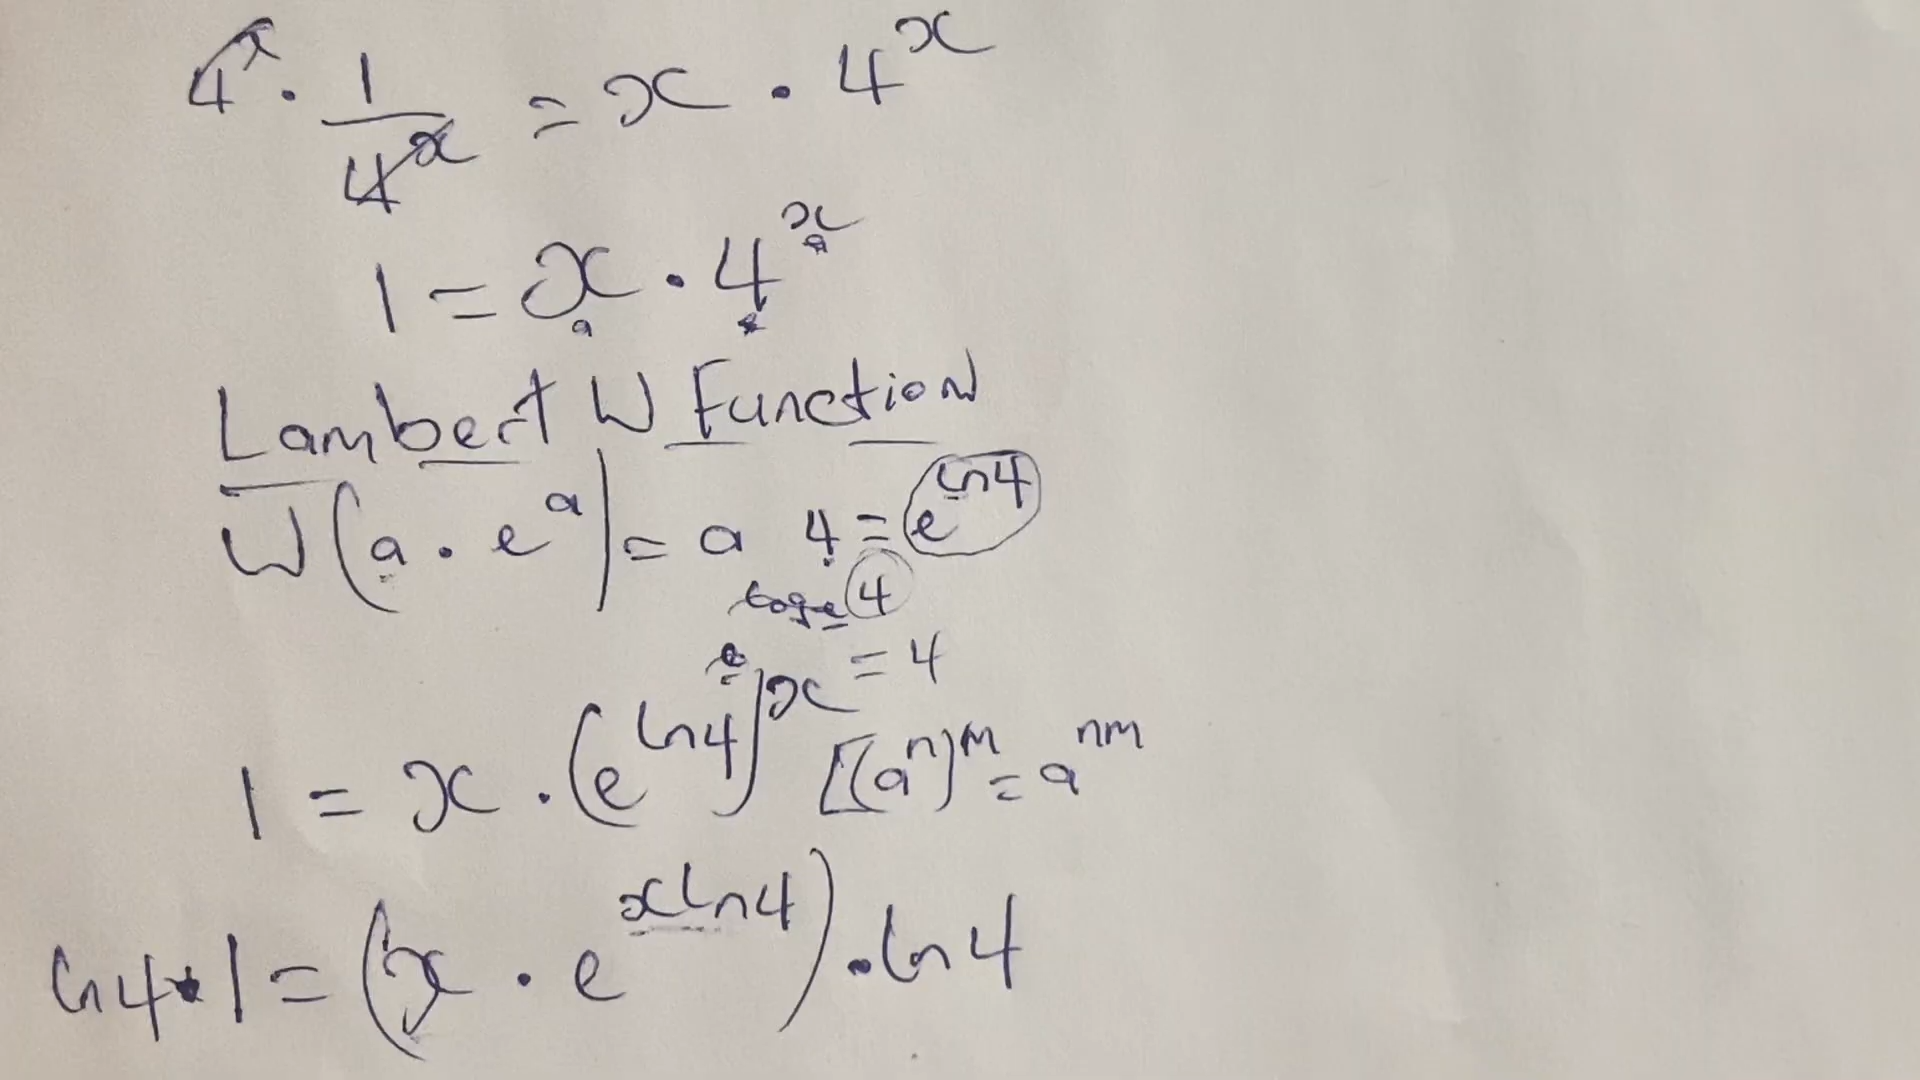 4^x · 1/4^x = x · 4^x
1 = x · 4^x
a e a
Lambert W Function
W(a · e^a) = a 4 = e^ln4
log e 4
e = 4
1 = x · (e^ln4)^x [(a^n)^m = a^nm
ln4 · 1 = (x · e^xln4) · ln4